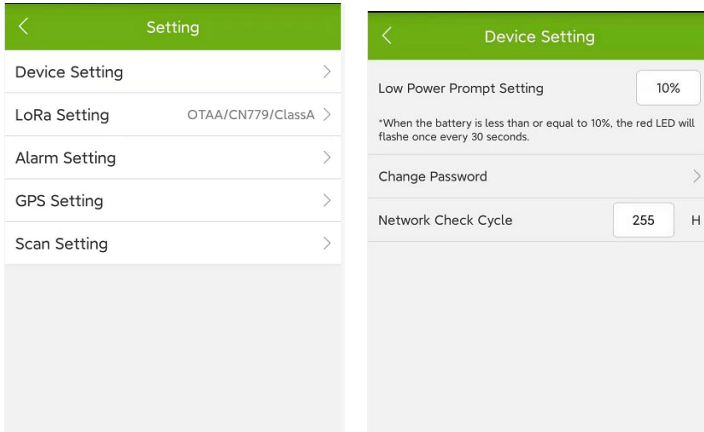 Setting
Device Setting
LoRa Setting OTAA/CN779/ClassA
Alarm Setting
GPS Setting
Scan Setting
Device Setting
Low Power Prompt Setting 10%
*When the battery is less than or equal to 10%, the red LED will
flashe once every 30 seconds.
Change Password
Network Check Cycle 255 H